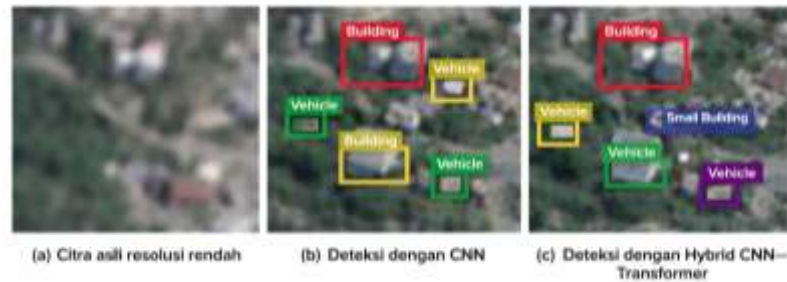 Building
Vehicle
Vehicle
Building
Vehicle
Building
Vehicle
Small Building
Vehicle
Vehicle
(a) Citra asli resolusi rendah
(b) Deteksi dengan CNN
(c) Deteksi dengan Hybrid CNN—
Transformer